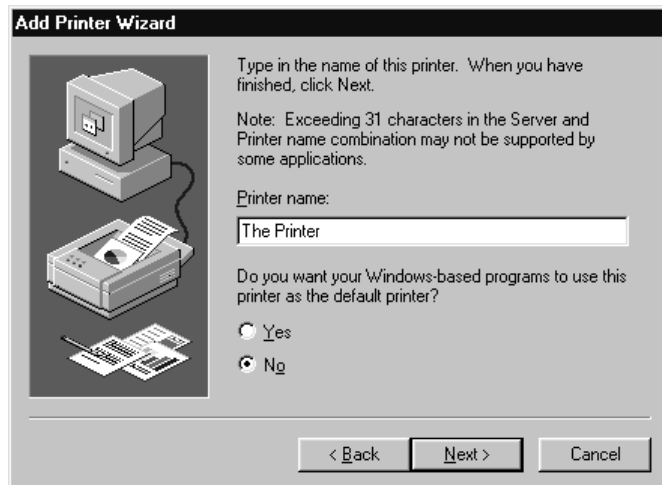 Add Printer Wizard
Type in the name of this printer. When you have
finished, click Next.
Note: Exceeding 31 characters in the Server and
Printer name combination may not be supported by
some applications.
Printer name:
The Printer
Do you want your Windows-based programs to use this
printer as the default printer?
Yes
No
< Back
Next >
Cancel